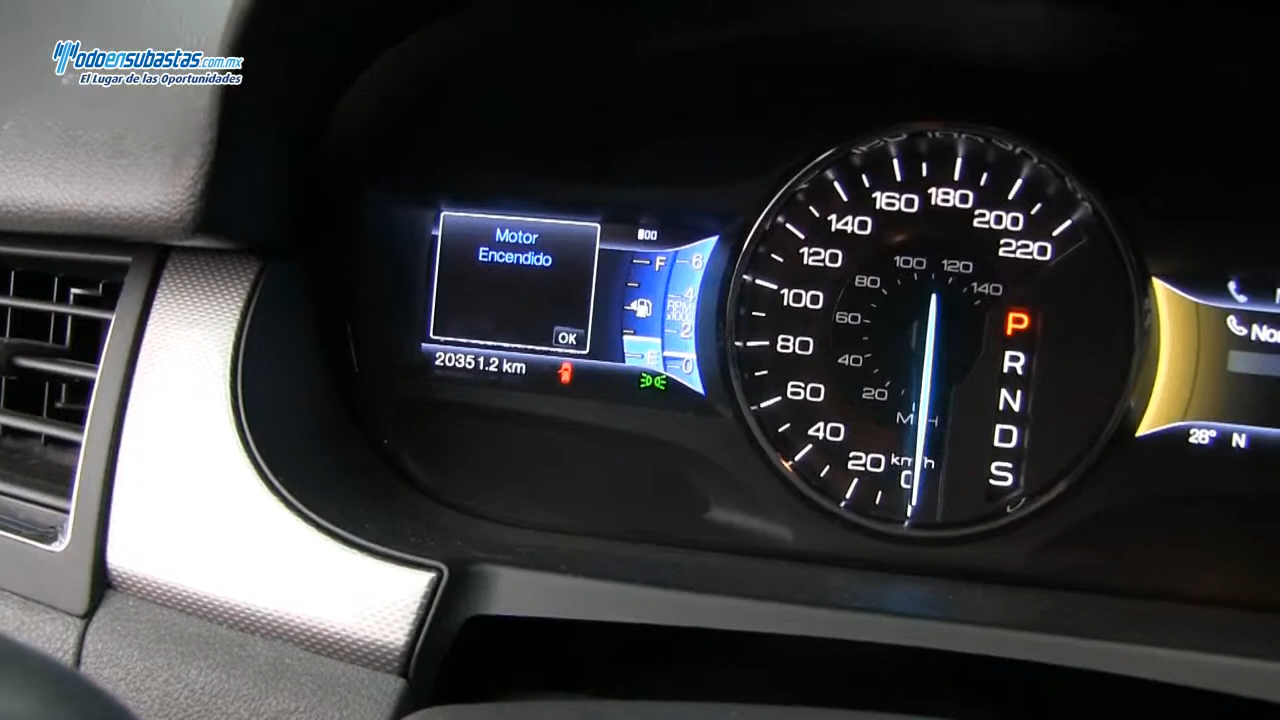 Todoensubastas.com.mx
El Lugar de las Oportunidades
Motor
Encendido
OK
20351.2 km
F
E
6
4
RPM
x1000
2
0
220
200
180
160
140
120
100
80
60
40
20
km/h
0
140
120
100
80
60
40
20
MPH
P
R
N
D
S
28° N